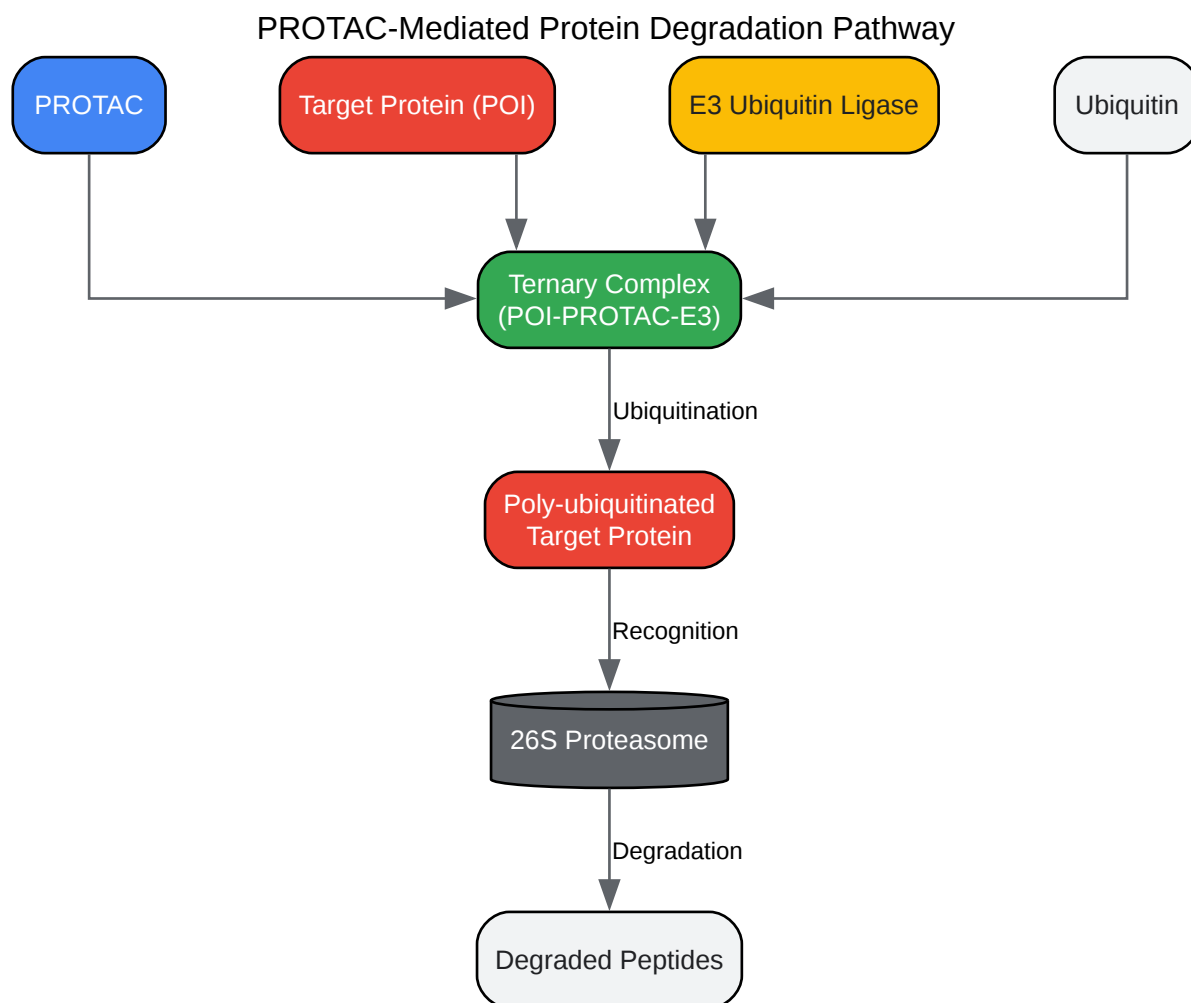 PROTAC-Mediated Protein Degradation Pathway
PROTAC
Target Protein (POI)
E3 Ubiquitin Ligase
Ubiquitin
Ternary Complex
(POI-PROTAC-E3)
Ubiquitination
Poly-ubiquitinated
Target Protein
Recognition
26S Proteasome
Degradation
Degraded Peptides